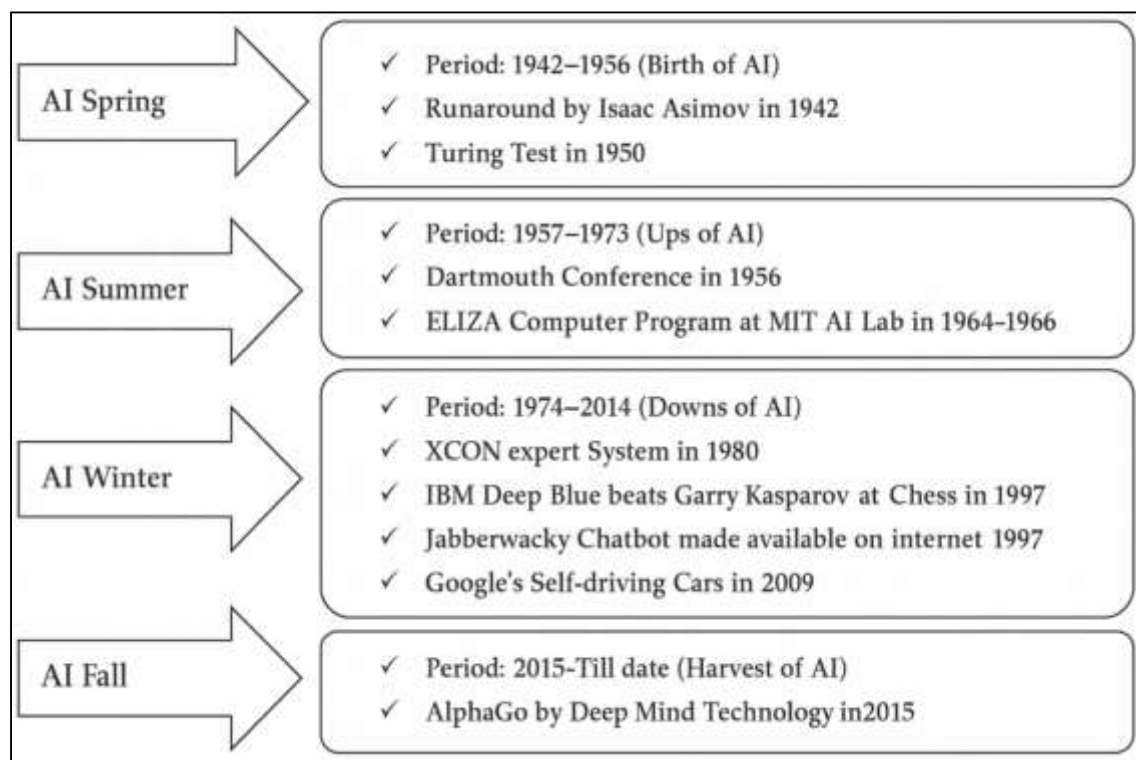 AI Spring
✓ Period: 1942–1956 (Birth of AI)
✓ Runaround by Isaac Asimov in 1942
✓ Turing Test in 1950
AI Summer
✓ Period: 1957–1973 (Ups of AI)
✓ Dartmouth Conference in 1956
✓ ELIZA Computer Program at MIT AI Lab in 1964–1966
AI Winter
✓ Period: 1974–2014 (Downs of AI)
✓ XCON expert System in 1980
✓ IBM Deep Blue beats Garry Kasparov at Chess in 1997
✓ Jabberwacky Chatbot made available on internet 1997
✓ Google's Self-driving Cars in 2009
AI Fall
✓ Period: 2015-Till date (Harvest of AI)
✓ AlphaGo by Deep Mind Technology in2015